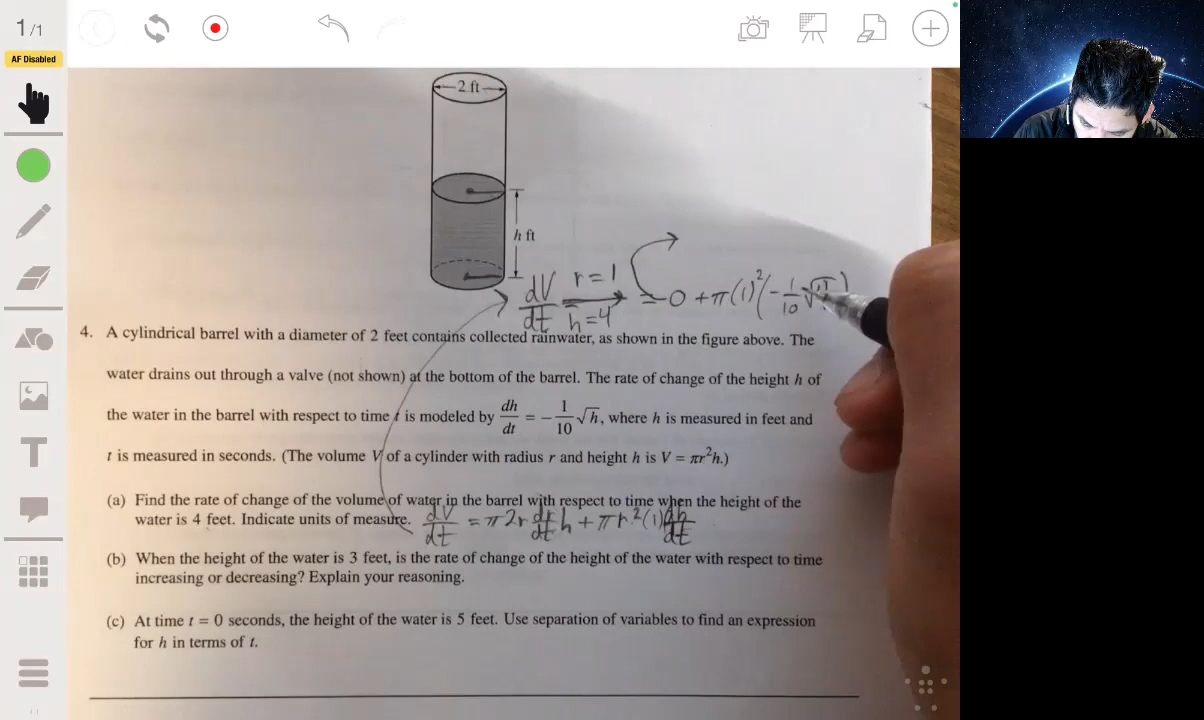 1/1
AF Disabled
2 ft
h ft
dV/dt r=1 h=4 = 0 + π(1)²(-1/10√
4. A cylindrical barrel with a diameter of 2 feet contains collected rainwater, as shown in the figure above. The
water drains out through a valve (not shown) at the bottom of the barrel. The rate of change of the height h of
the water in the barrel with respect to time t is modeled by dh/dt = -1/10 √h, where h is measured in feet and
t is measured in seconds. (The volume V of a cylinder with radius r and height h is V = πr²h.)
(a) Find the rate of change of the volume of water in the barrel with respect to time when the height of the
water is 4 feet. Indicate units of measure.
dV/dt = π2r dr/dt h + πr²(1)dh/dt
(b) When the height of the water is 3 feet, is the rate of change of the height of the water with respect to time
increasing or decreasing? Explain your reasoning.
(c) At time t = 0 seconds, the height of the water is 5 feet. Use separation of variables to find an expression
for h in terms of t.
T